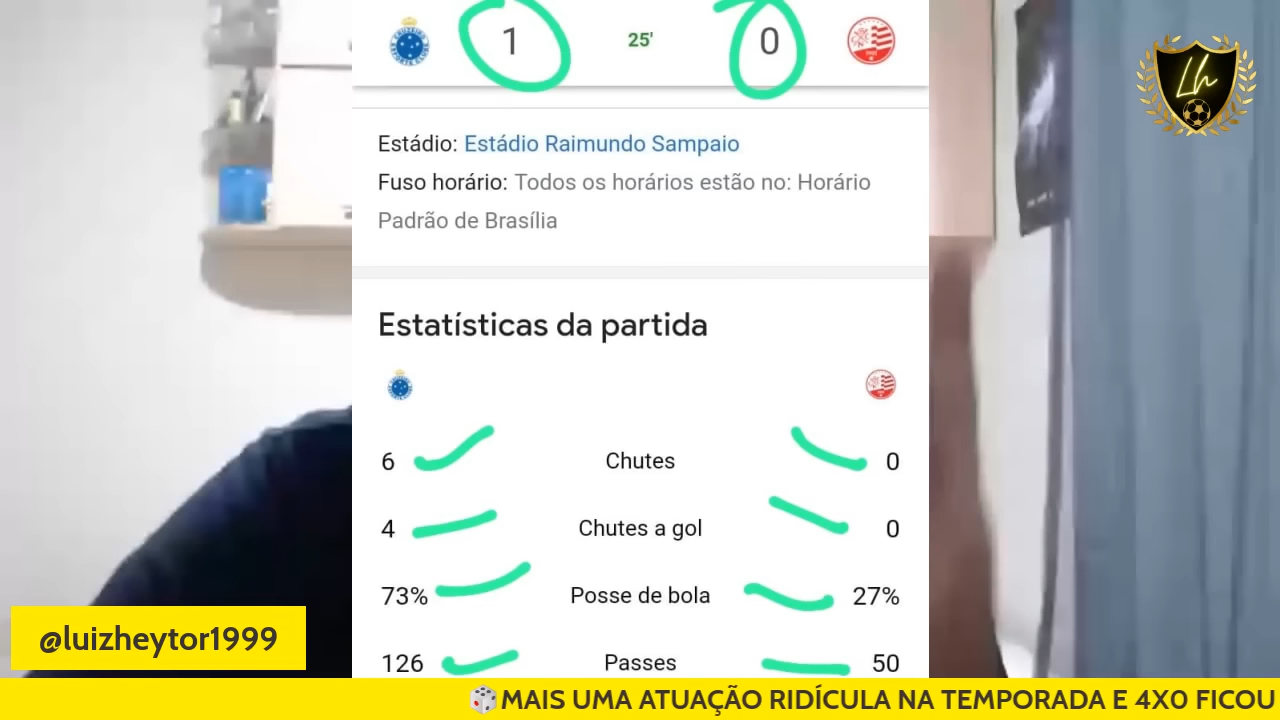 1 25' 0
Lh
Estádio: Estádio Raimundo Sampaio
Fuso horário: Todos os horários estão no: Horário
Padrão de Brasília
Estatísticas da partida
6 Chutes 0
4 Chutes a gol 0
73% Posse de bola 27%
126 Passes 50
@luizheytor1999
MAIS UMA ATUAÇÃO RIDÍCULA NA TEMPORADA E 4X0 FICOU